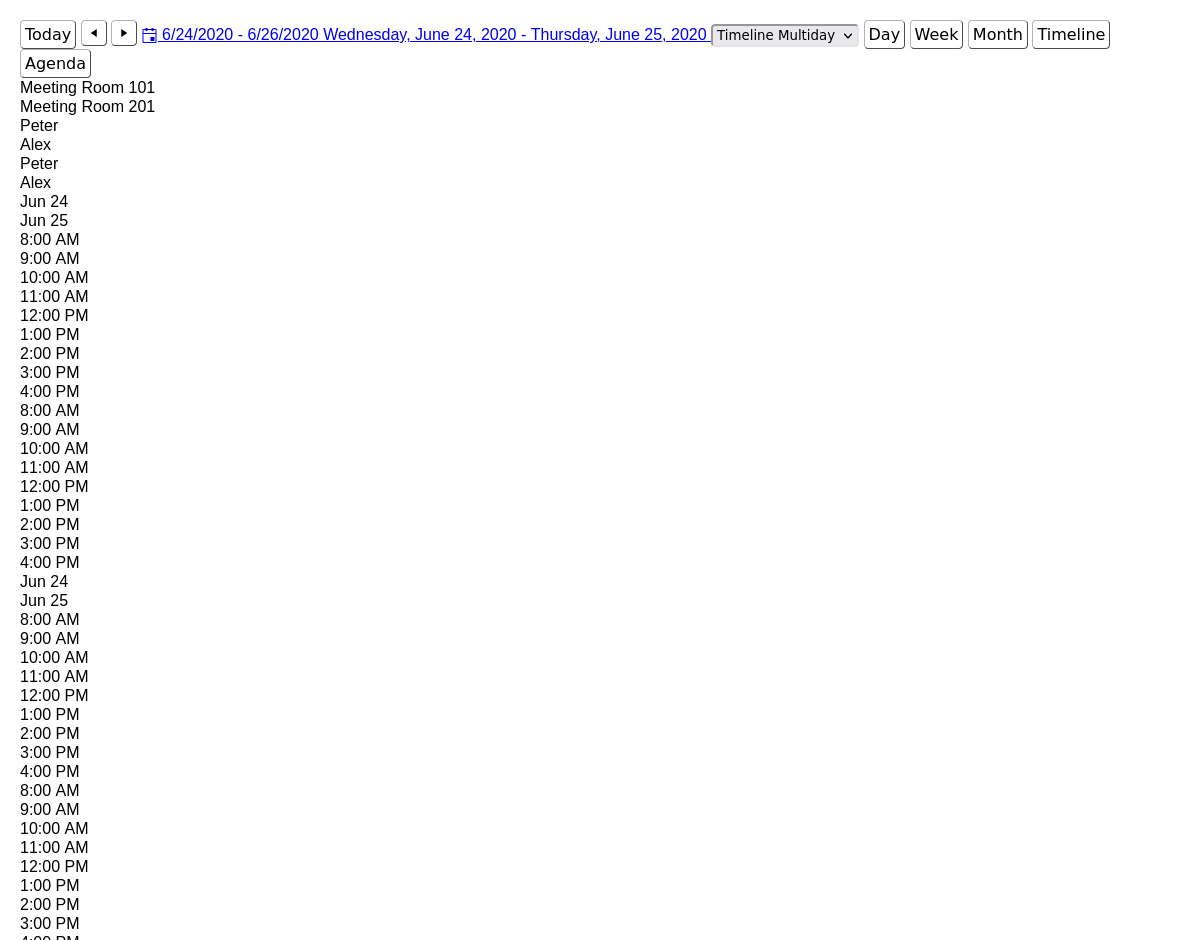 Today 6/24/2020 - 6/26/2020 Wednesday, June 24, 2020 - Thursday, June 25, 2020 Timeline Multiday Day Week Month Timeline
Agenda
Meeting Room 101
Meeting Room 201
Peter
Alex
Peter
Alex
Jun 24
Jun 25
8:00 AM
9:00 AM
10:00 AM
11:00 AM
12:00 PM
1:00 PM
2:00 PM
3:00 PM
4:00 PM
8:00 AM
9:00 AM
10:00 AM
11:00 AM
12:00 PM
1:00 PM
2:00 PM
3:00 PM
4:00 PM
Jun 24
Jun 25
8:00 AM
9:00 AM
10:00 AM
11:00 AM
12:00 PM
1:00 PM
2:00 PM
3:00 PM
4:00 PM
8:00 AM
9:00 AM
10:00 AM
11:00 AM
12:00 PM
1:00 PM
2:00 PM
3:00 PM
4:00 PM